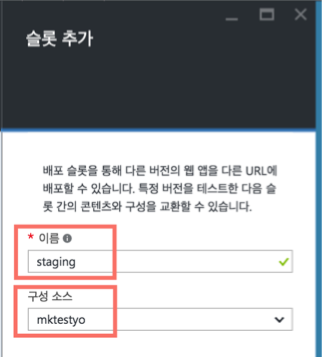 슬롯 추가
배포 슬롯을 통해 다른 버전의 웹 앱을 다른 URL에
배포할 수 있습니다. 특정 버전을 테스트한 다음 슬
롯 간의 콘텐츠와 구성을 교환할 수 있습니다.
* 이름
staging
구성 소스
mktestyo